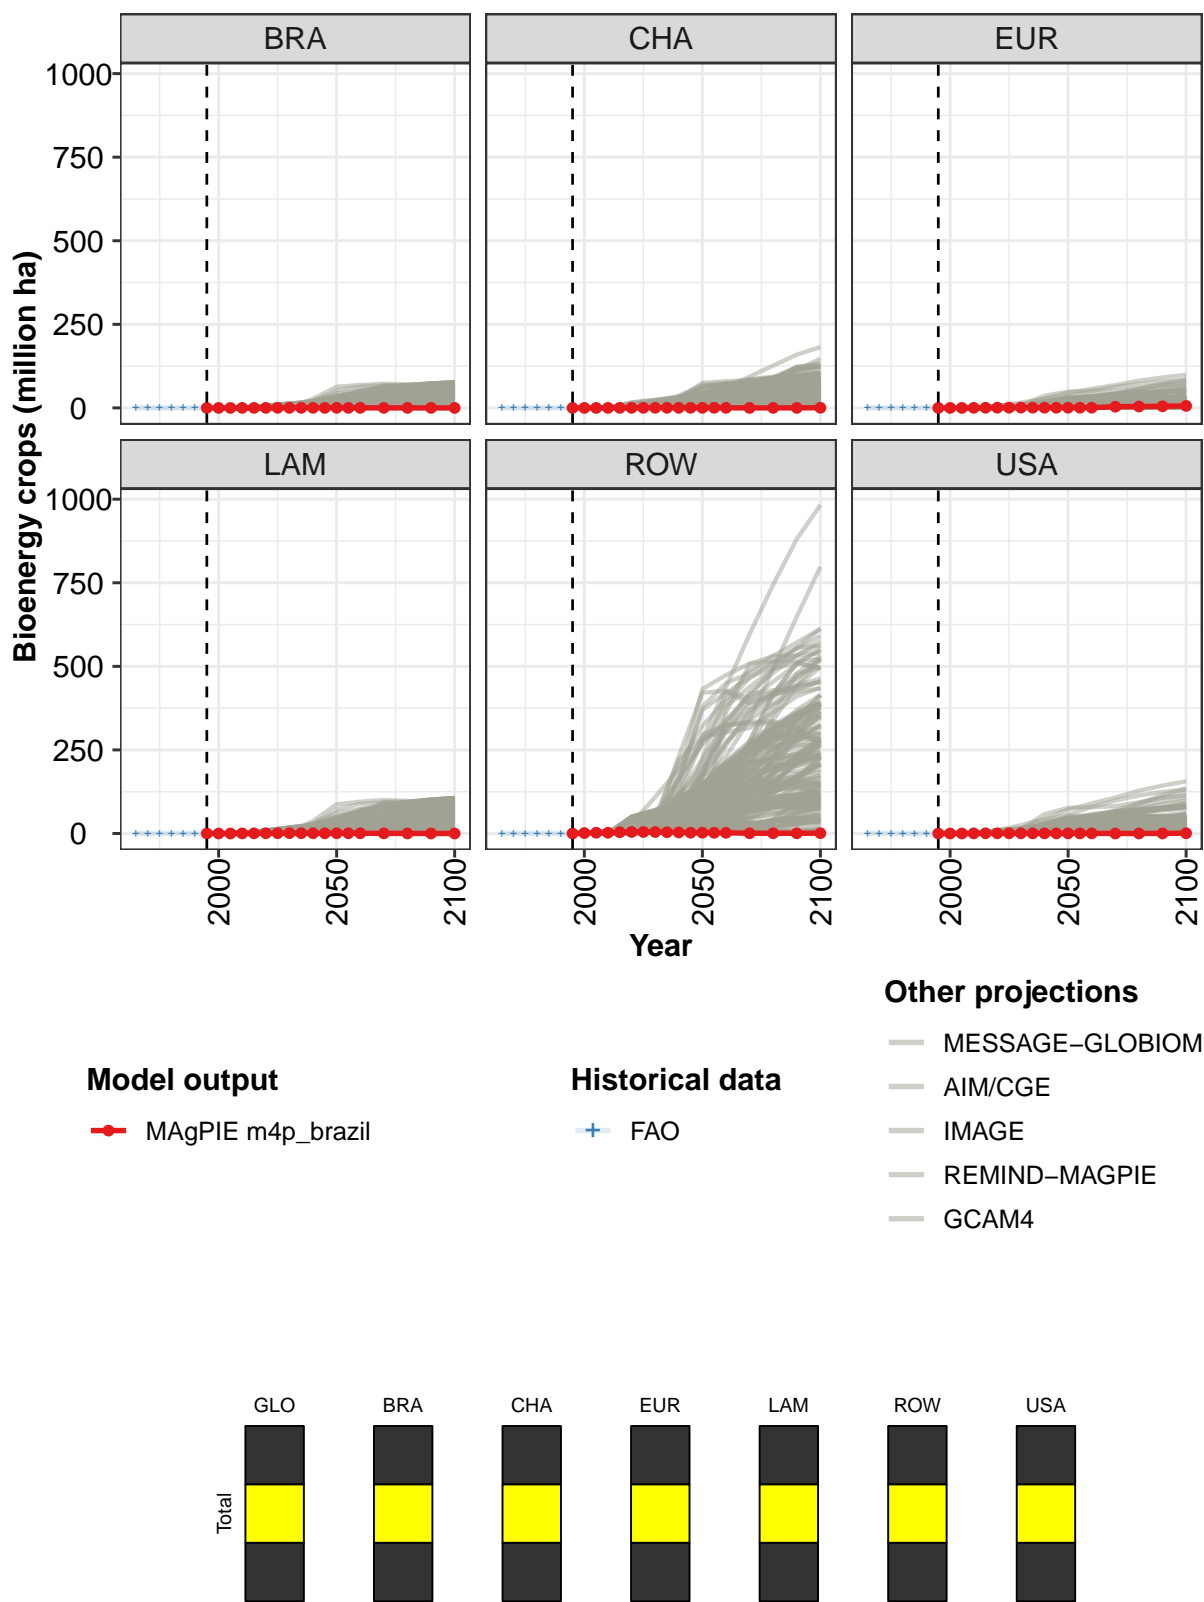 BRA CHA EUR
1000
750
500
250
0
Bioenergy crops (million ha)
LAM ROW USA
1000
750
500
250
0
2000 2050 2100 2000 2050 2100 2000 2050 2100
Year
Other projections
MESSAGE−GLOBIOM
AIM/CGE
IMAGE
REMIND−MAGPIE
GCAM4
Model output
MAgPIE m4p_brazil
Historical data
FAO
GLO BRA CHA EUR LAM ROW USA
Total